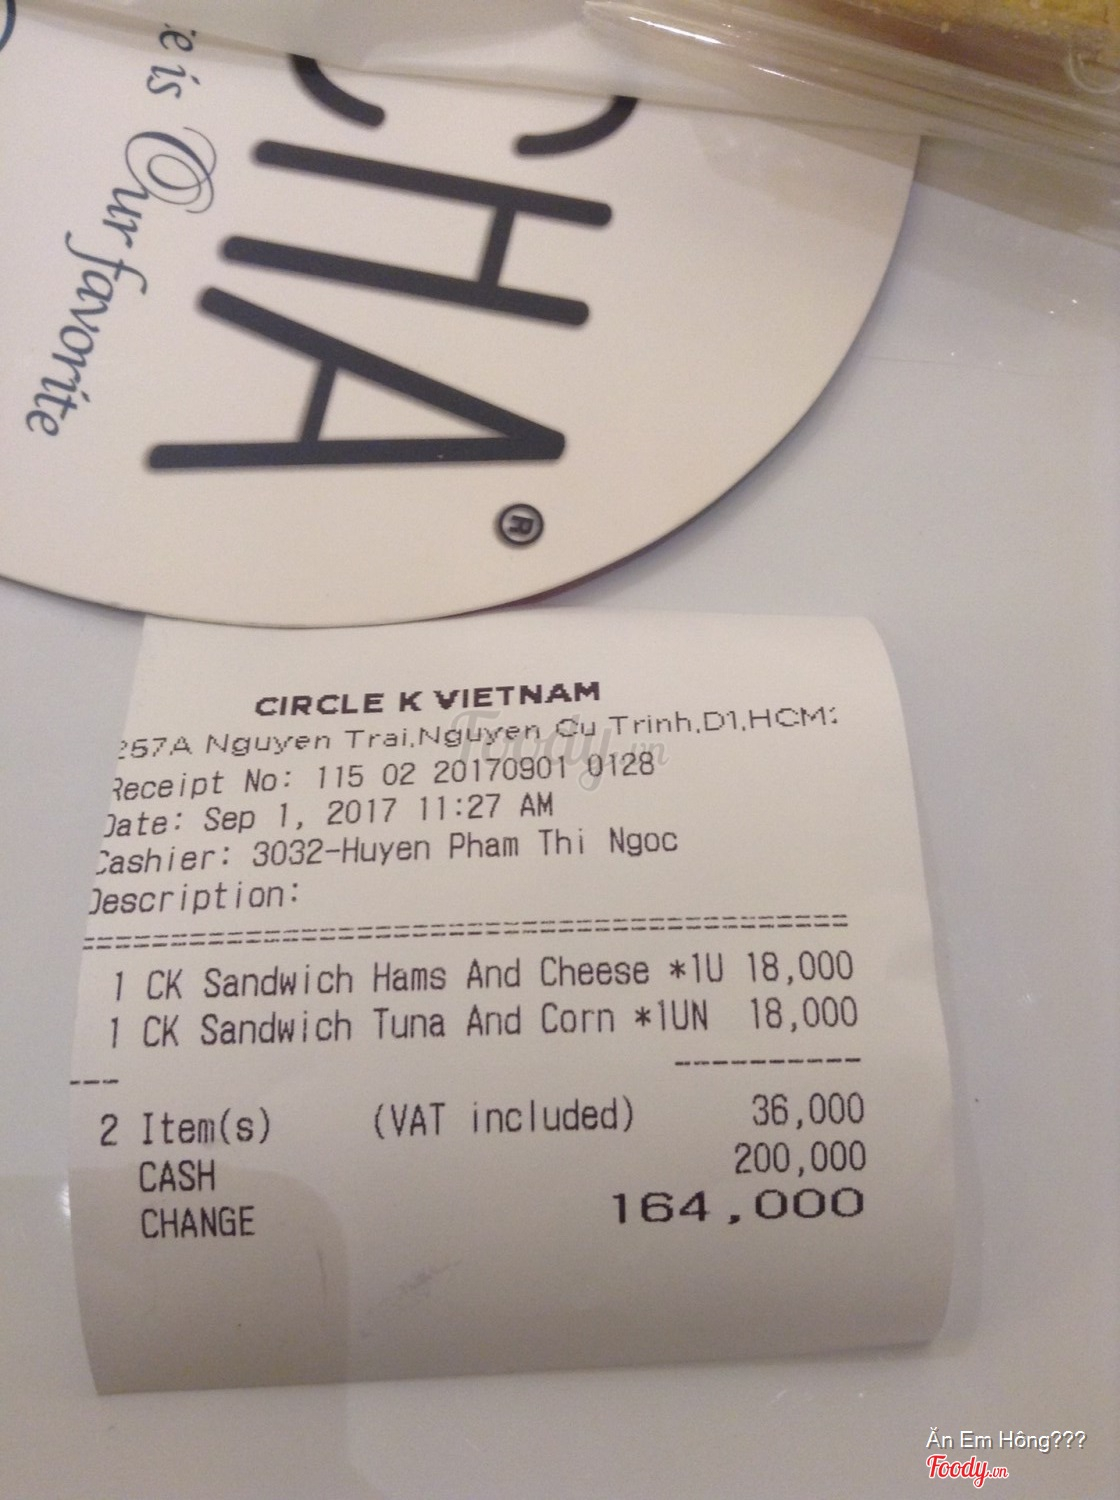 is Our favorite
CHA
®
CIRCLE K VIETNAM
257A Nguyen Trai,Nguyen Cu Trinh,D1,HCM
Receipt No: 115 02 20170901 0128
Date: Sep 1, 2017 11:27 AM
Cashier: 3032-Huyen Pham Thi Ngoc
Description:
1 CK Sandwich Hams And Cheese *1U 18,000
1 CK Sandwich Tuna And Corn *1UN 18,000
2 Item(s) (VAT included) 36,000
CASH 200,000
CHANGE 164,000
Foody.vn
Ăn Em Hông???
Foody.vn